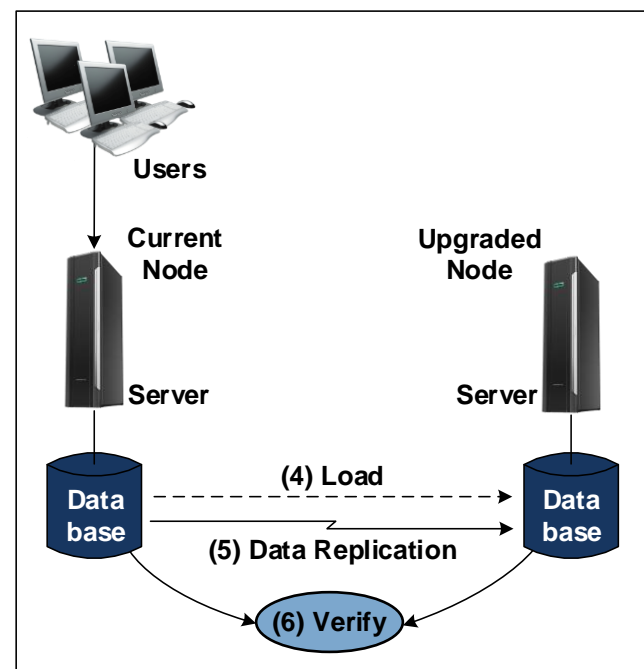 Users
Current
Node
Upgraded
Node
Server
Server
(4) Load
Data
base
Data
base
(5) Data Replication
(6) Verify